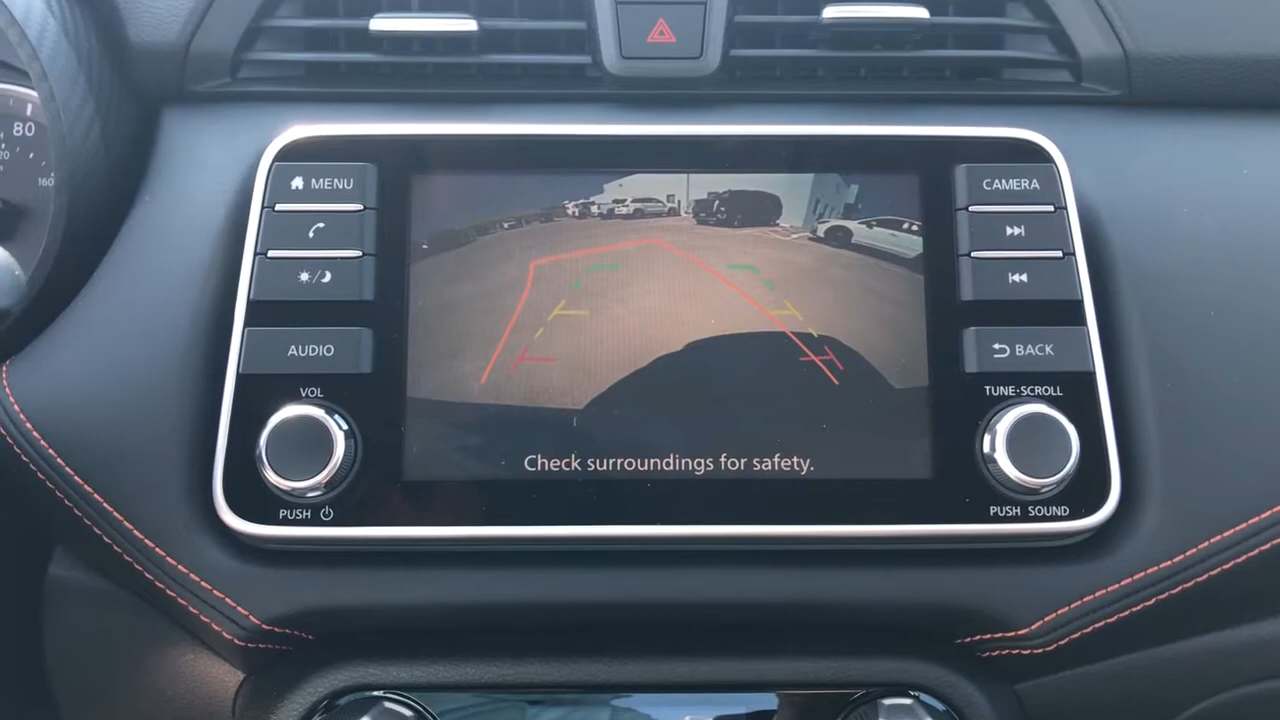 80
160
MENU
CAMERA
AUDIO
BACK
VOL
TUNE·SCROLL
Check surroundings for safety.
PUSH
PUSH SOUND